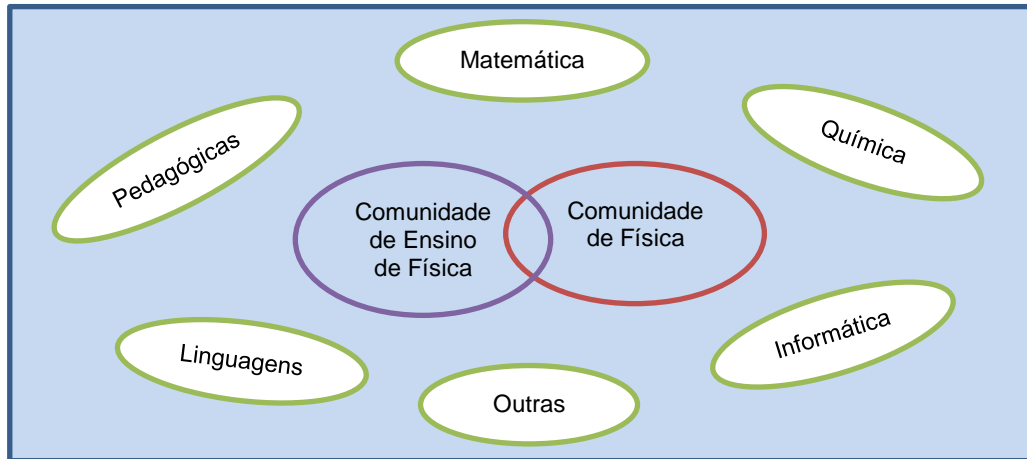 Matemática
Química
Pedagógicas
Comunidade
de Ensino
de Física
Comunidade
de Física
Informática
Linguagens
Outras